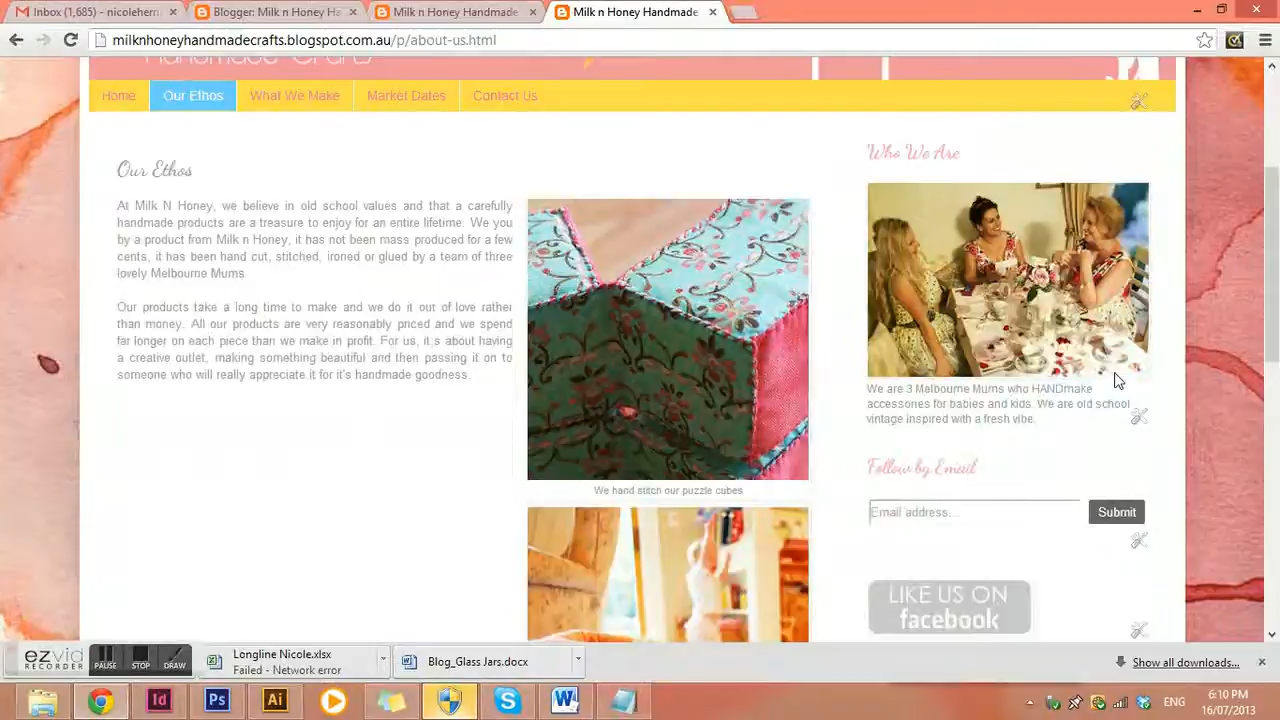 Inbox (1,685) - nicoleherr
Blogger: Milk n Honey Ha
Milk n Honey Handmade
Milk n Honey Handmade
milknhoneyhandmadecrafts.blogspot.com.au/p/about-us.html
Handmade Crafts
Home
Our Ethos
What We Make
Market Dates
Contact Us
Our Ethos
At Milk N Honey, we believe in old school values and that a carefully
handmade products are a treasure to enjoy for an entire lifetime. We you
by a product from Milk n Honey, it has not been mass produced for a few
cents, it has been hand cut, stitched, ironed or glued by a team of three
lovely Melbourne Mums.
Our products take a long time to make and we do it out of love rather
than money. All our products are very reasonably priced and we spend
far longer on each piece than we make in profit. For us, it's about having
a creative outlet, making something beautiful and then passing it on to
someone who will really appreciate it for it's handmade goodness.
We hand stitch our puzzle cubes
Who We Are
We are 3 Melbourne Mums who HANDmake
accessories for babies and kids. We are old school
vintage inspired with a fresh vibe.
Follow by Email
Email address...
Submit
LIKE US ON
facebook
ezvid
RECORDER
PAUSE
STOP
DRAW
Longline Nicole.xlsx
Failed - Network error
Blog_Glass Jars.docx
Show all downloads...
Id
Ps
Ai
W
ENG
6:10 PM
16/07/2013